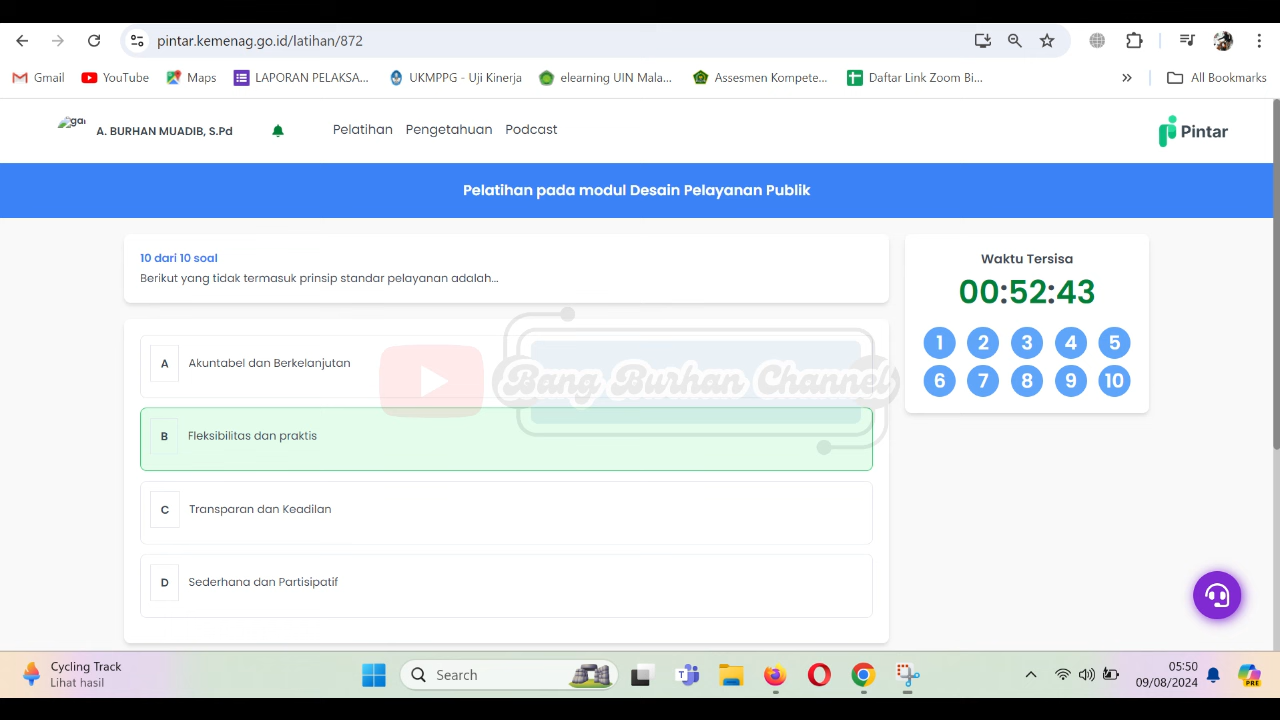 pintar.kemenag.go.id/latihan/872
Gmail YouTube Maps LAPORAN PELAKSA... UKMPPG - Uji Kinerja elearning UIN Mala... Assesmen Kompete... Daftar Link Zoom Bi... » All Bookmarks
gai A. BURHAN MUADIB, S.Pd Pelatihan Pengetahuan Podcast Pintar
Pelatihan pada modul Desain Pelayanan Publik
10 dari 10 soal
Berikut yang tidak termasuk prinsip standar pelayanan adalah...
Waktu Tersisa
00:52:43
1 2 3 4 5
6 7 8 9 10
A Akuntabel dan Berkelanjutan
Bang Burhan Channel
B Fleksibilitas dan praktis
C Transparan dan Keadilan
D Sederhana dan Partisipatif
Cycling Track
Lihat hasil
Search
05:50
09/08/2024
PRE